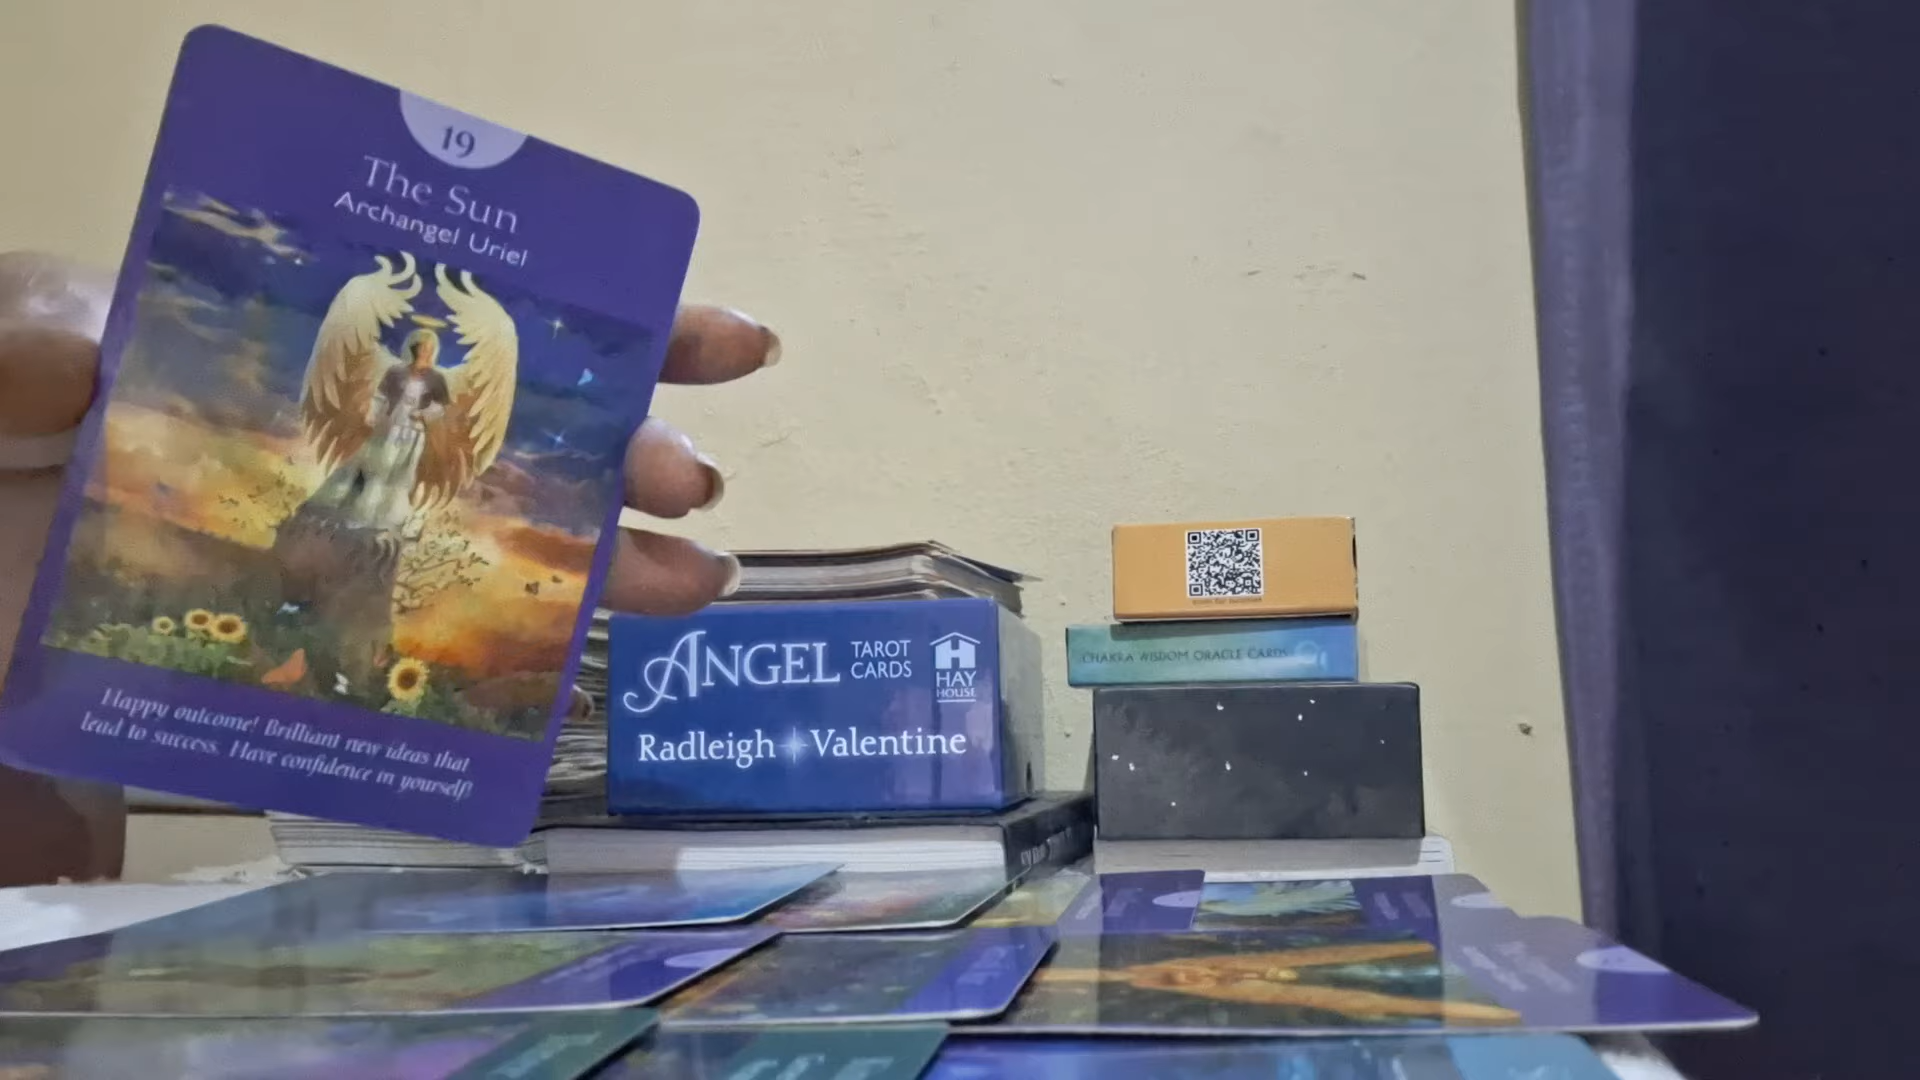 19
The Sun
Archangel Uriel
Happy outcome! Brilliant new ideas that
lead to success. Have confidence in yourself!
ANGEL TAROT
CARDS
HAY
HOUSE
Radleigh Valentine
CHAKRA WISDOM ORACLE CARDS